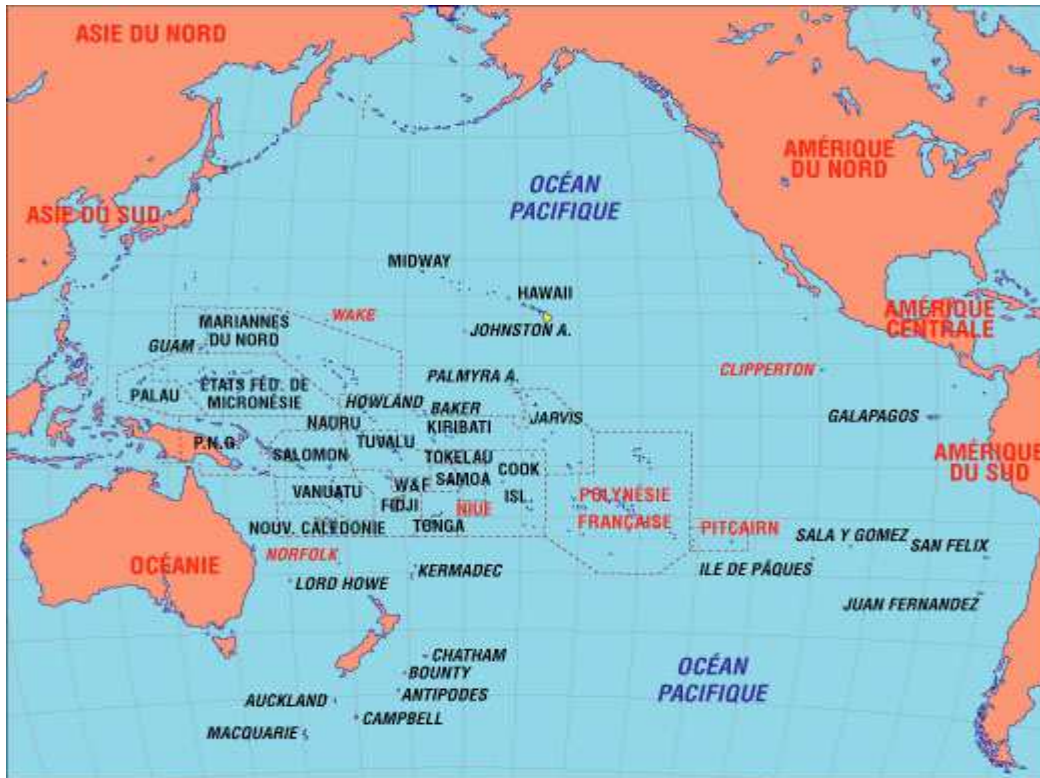 ASIE DU NORD
AMÉRIQUE
DU NORD
OCÉAN
PACIFIQUE
ASIE DU SUD
MIDWAY
HAWAII
AMÉRIQUE
CENTRALE
WAKE
MARIANNES
DU NORD
JOHNSTON A.
GUAM
CLIPPERTON
PALMYRA A.
PALAU
ÉTATS FÉD. DE
MICRONÉSIE
HOWLAND
BAKER
JARVIS
GALAPAGOS
NAURU
KIRIBATI
P.N.G.
TUVALU
SALOMON
TOKELAU
COOK
ISL.
AMÉRIQUE
DU SUD
W&F
SAMOA
VANUATU
FIDJI
NIUE
POLYNÉSIE
FRANÇAISE
NOUV. CALÉDONIE
TONGA
PITCAIRN
SALA Y GOMEZ
SAN FELIX
NORFOLK
OCÉANIE
KERMADEC
ILE DE PÂQUES
LORD HOWE
JUAN FERNANDEZ
CHATHAM
OCÉAN
PACIFIQUE
BOUNTY
ANTIPODES
AUCKLAND
CAMPBELL
MACQUARIE